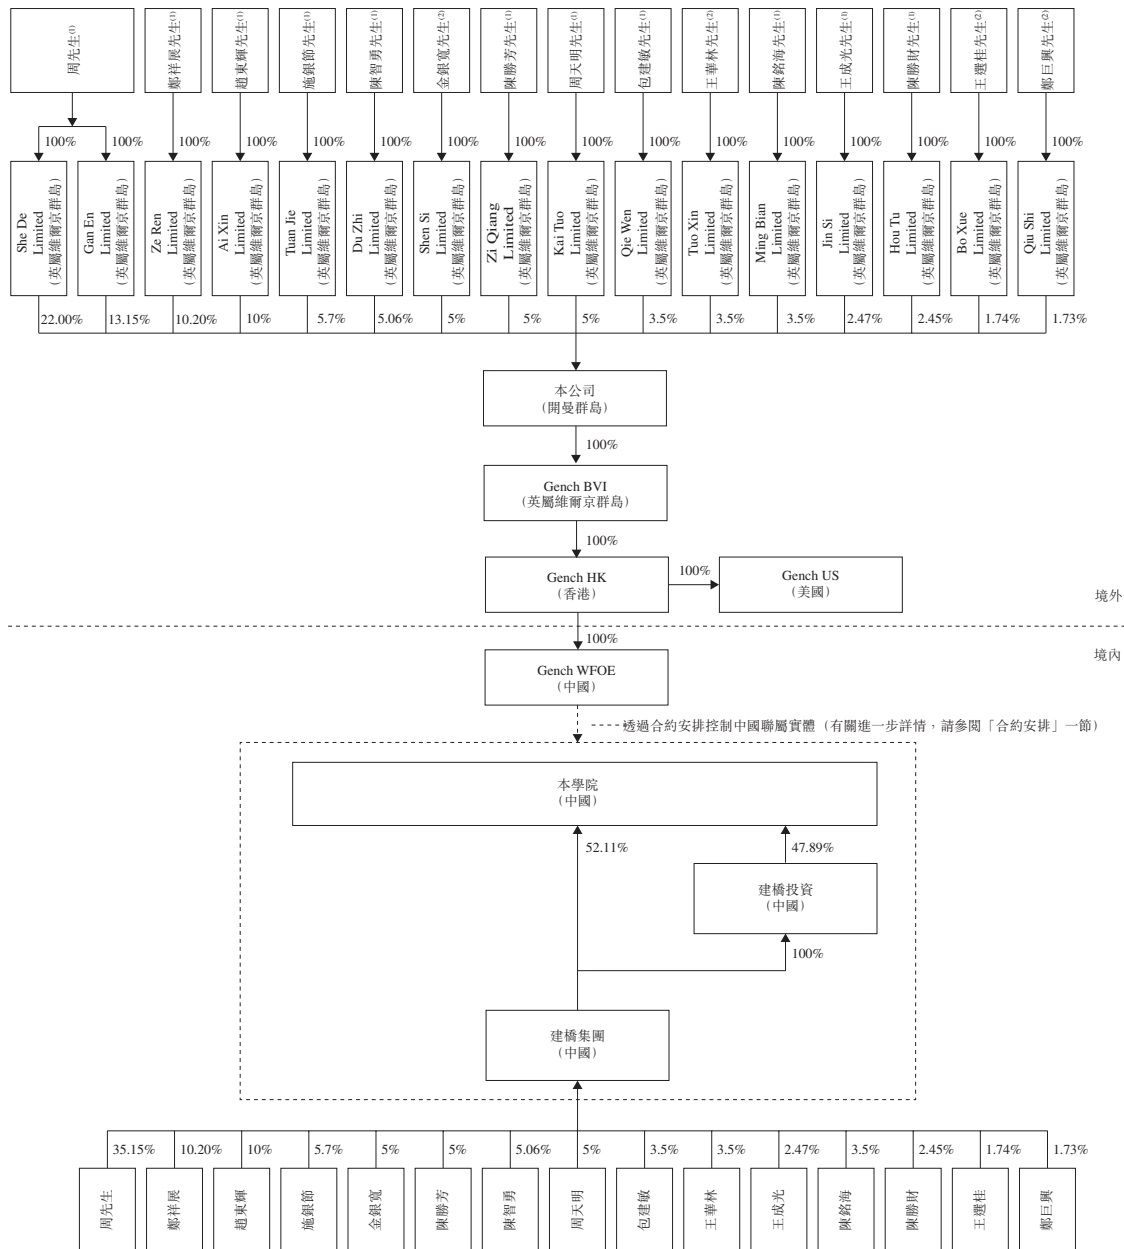 周先生(1)
鄭祥展先生(1)
趙東輝先生(1)
施銀節先生(1)
陳智勇先生(1)
金銀寬先生(2)
陳勝芳先生(1)
周天明先生(1)
包建敏先生(1)
王華林先生(2)
陳銘海先生(1)
王成光先生(1)
陳勝財先生(1)
王選桂先生(2)
鄭巨興先生(2)
100% 100% 100% 100% 100% 100% 100% 100% 100% 100% 100% 100% 100% 100% 100% 100%
She De
Limited
(英屬維爾京群島)
Gan En
Limited
(英屬維爾京群島)
Ze Ren
Limited
(英屬維爾京群島)
Ai Xin
Limited
(英屬維爾京群島)
Tuan Jie
Limited
(英屬維爾京群島)
Du Zhi
Limited
(英屬維爾京群島)
Shen Si
Limited
(英屬維爾京群島)
Zi Qiang
Limited
(英屬維爾京群島)
Kai Tuo
Limited
(英屬維爾京群島)
Qie Wen
Limited
(英屬維爾京群島)
Tuo Xin
Limited
(英屬維爾京群島)
Ming Bian
Limited
(英屬維爾京群島)
Jin Si
Limited
(英屬維爾京群島)
Hou Tu
Limited
(英屬維爾京群島)
Bo Xue
Limited
(英屬維爾京群島)
Qiu Shi
Limited
(英屬維爾京群島)
22.00% 13.15% 10.20% 10% 5.7% 5.06% 5% 5% 5% 3.5% 3.5% 3.5% 2.47% 2.45% 1.74% 1.73%
本公司
(開曼群島)
100%
Gench BVI
(英屬維爾京群島)
100%
Gench HK
(香港)
100%
Gench US
(美國)
境外
100%
境內
Gench WFOE
(中國)
透過合約安排控制中國聯屬實體(有關進一步詳情,請參閱「合約安排」一節)
本學院
(中國)
52.11%
47.89%
建橋投資
(中國)
100%
建橋集團
(中國)
35.15% 10.20% 10% 5.7% 5% 5% 5.06% 5% 3.5% 3.5% 2.47% 3.5% 2.45% 1.74% 1.73%
周先生
鄭祥展
趙東輝
施銀節
金銀寬
陳勝芳
陳智勇
周天明
包建敏
王華林
王成光
陳銘海
陳勝財
王選桂
鄭巨興